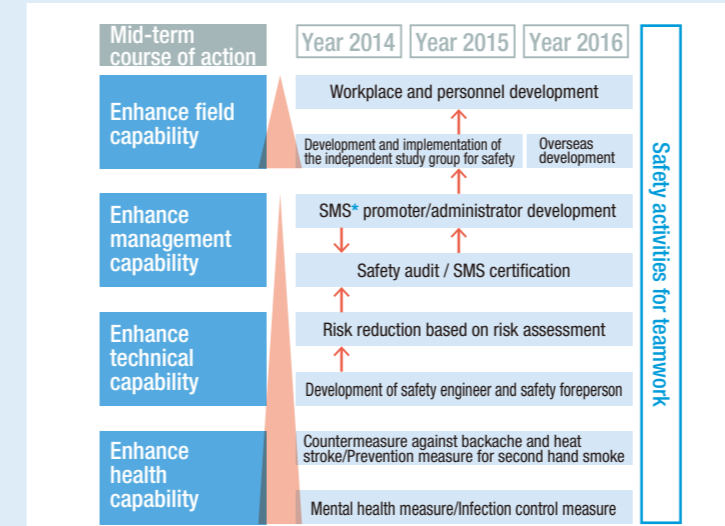 Mid-term
course of action
Year 2014
Year 2015
Year 2016
Enhance field
capability
Workplace and personnel development
Development and implementation of
the independent study group for safety
Overseas
development
Enhance
management
capability
SMS* promoter/administrator development
Safety audit / SMS certification
Enhance
technical
capability
Risk reduction based on risk assessment
Development of safety engineer and safety foreperson
Enhance
health
capability
Countermeasure against backache and heat
stroke/Prevention measure for second hand smoke
Mental health measure/Infection control measure
Safety activities for teamwork